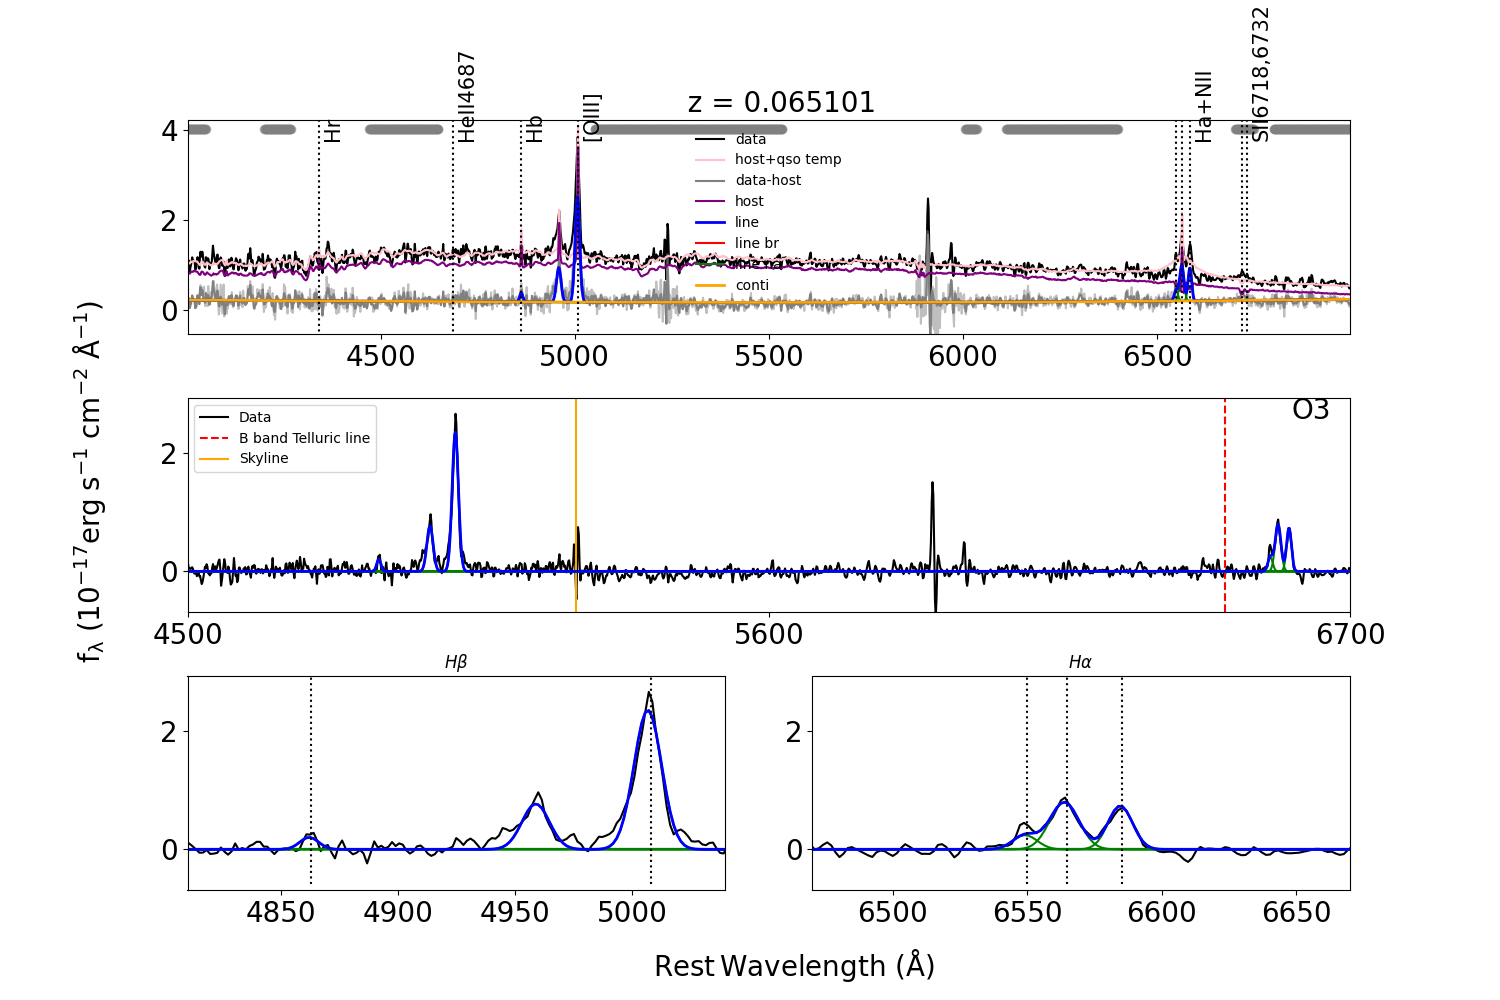 z = 0.065101
Hr
HeII4687
Hb
[OIII]
Ha+NII
SII6718,6732
data
host+qso temp
data-host
host
line
line br
conti
4
2
0
4500 5000 5500 6000 6500
O3
Data
B band Telluric line
Skyline
2
0
4500 5600 6700
fλ (10−17erg s−1 cm−2 Å−1)
Hβ
2
0
4850 4900 4950 5000
Hα
2
0
6500 6550 6600 6650
Rest Wavelength (Å)